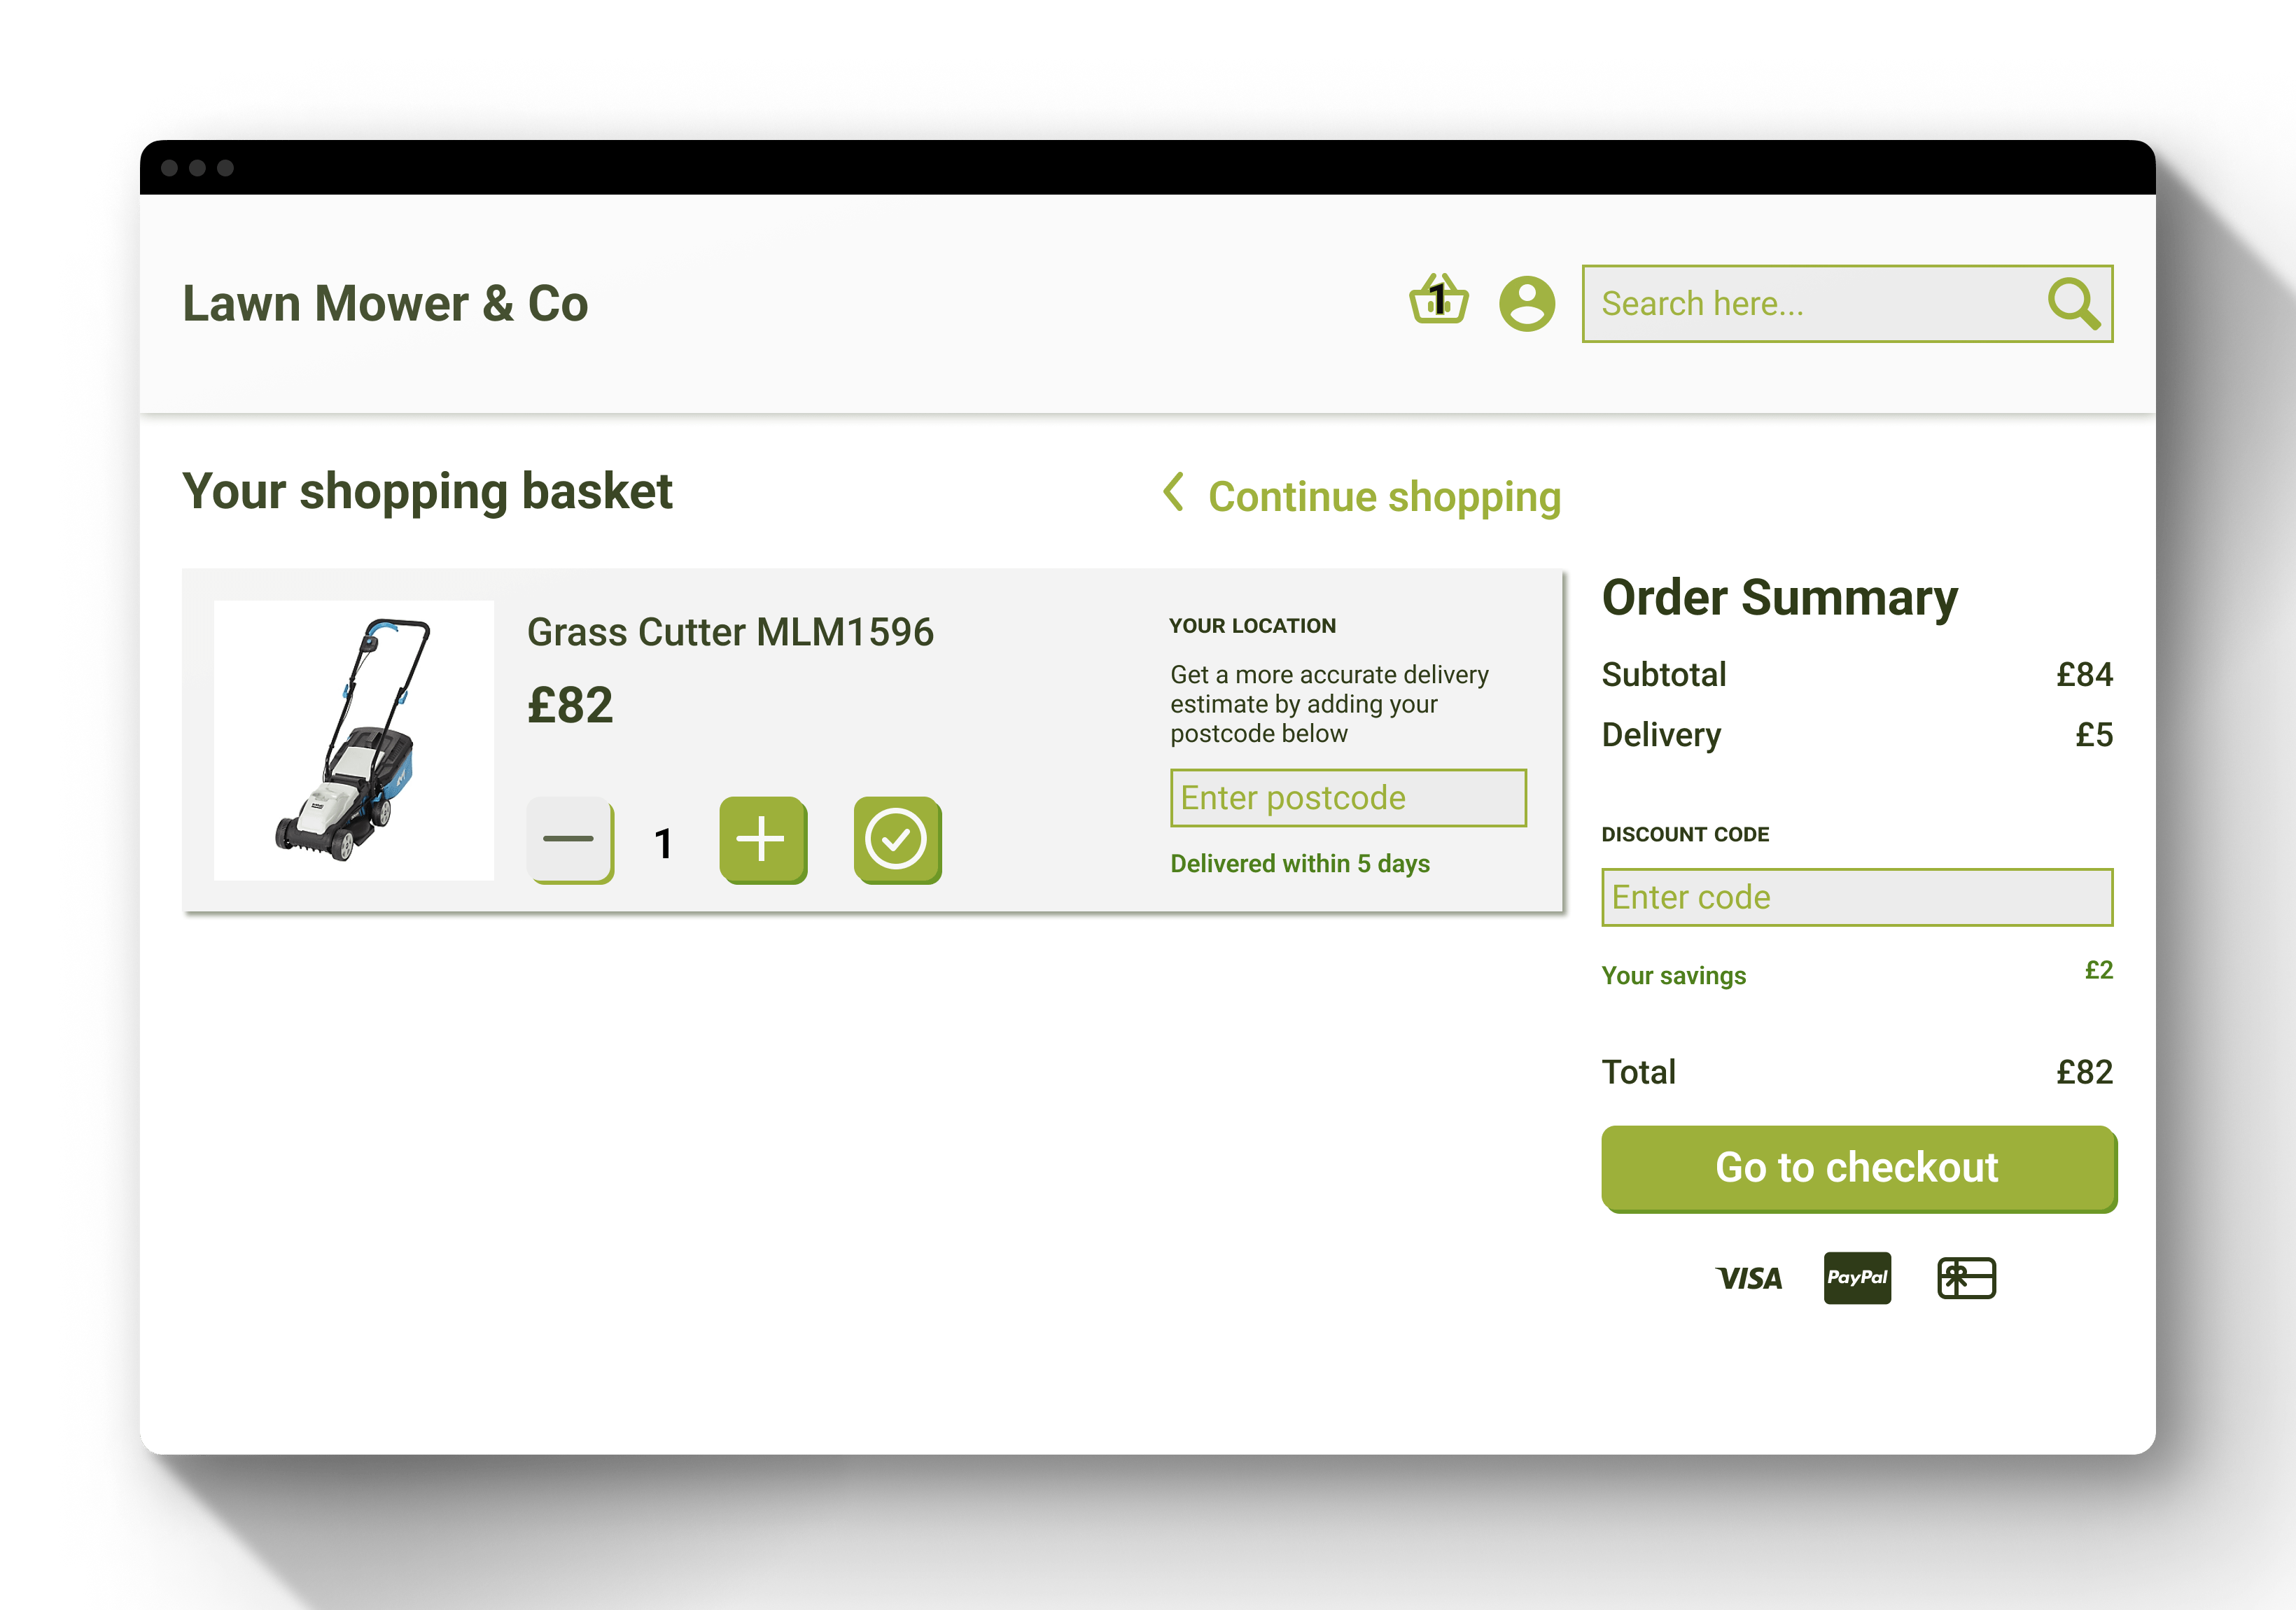 Lawn Mower & Co
1
Search here...
Your shopping basket
Continue shopping
Grass Cutter MLM1596
£82
1
YOUR LOCATION
Get a more accurate delivery
estimate by adding your
postcode below
Enter postcode
Delivered within 5 days
Order Summary
Subtotal £84
Delivery £5
DISCOUNT CODE
Enter code
Your savings £2
Total £82
Go to checkout
VISA PayPal